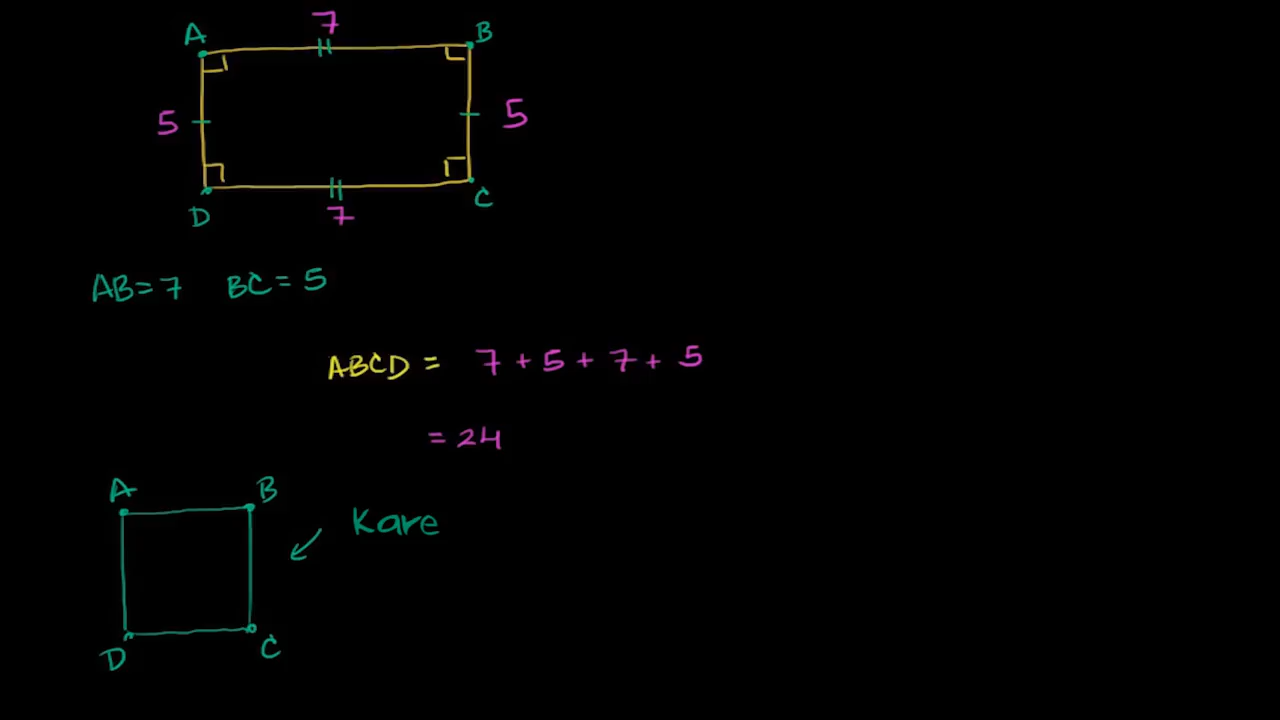 7
A B
5 5
D C
7
AB=7 BC=5
ABCD = 7+5+7+5
=24
A B
Kare
D C